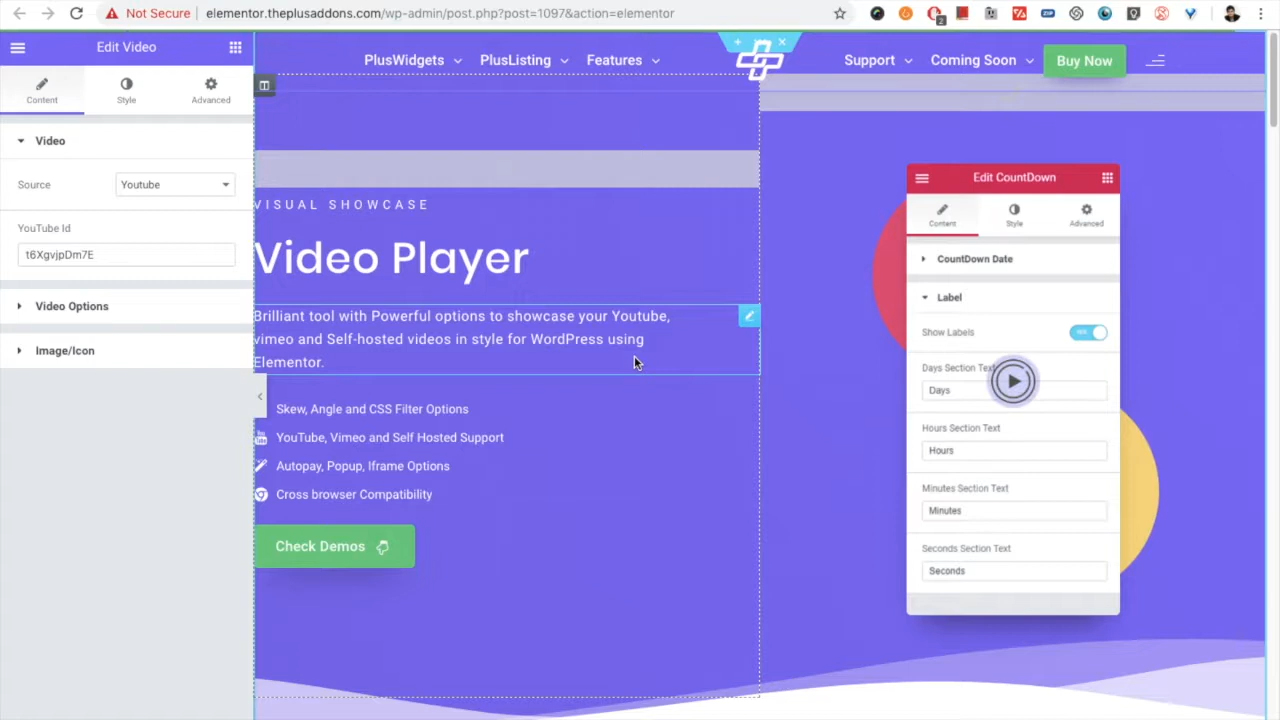 Not Secure
elementor.theplusaddons.com/wp-admin/post.php?post=1097&action=elementor
2
ZIP
Edit Video
Content
Style
Advanced
Video
Source
Youtube
YouTube Id
t6XgvjpDm7E
Video Options
Image/Icon
PlusWidgets
PlusListing
Features
Support
Coming Soon
Buy Now
VISUAL SHOWCASE
Video Player
Brilliant tool with Powerful options to showcase your Youtube,
vimeo and Self-hosted videos in style for WordPress using
Elementor.
Skew, Angle and CSS Filter Options
YouTube, Vimeo and Self Hosted Support
Autopay, Popup, Iframe Options
Cross browser Compatibility
Check Demos
Edit CountDown
Content
Style
Advanced
CountDown Date
Label
Show Labels
Days Section Text
Days
Hours Section Text
Hours
Minutes Section Text
Minutes
Seconds Section Text
Seconds